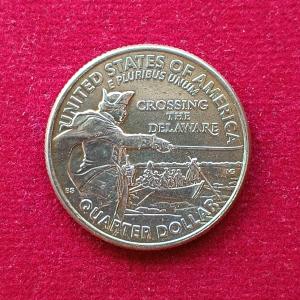 UNITED STATES OF AMERICA
E PLURIBUS UNUM
CROSSING
THE
DELAWARE
QUARTER DOLLAR